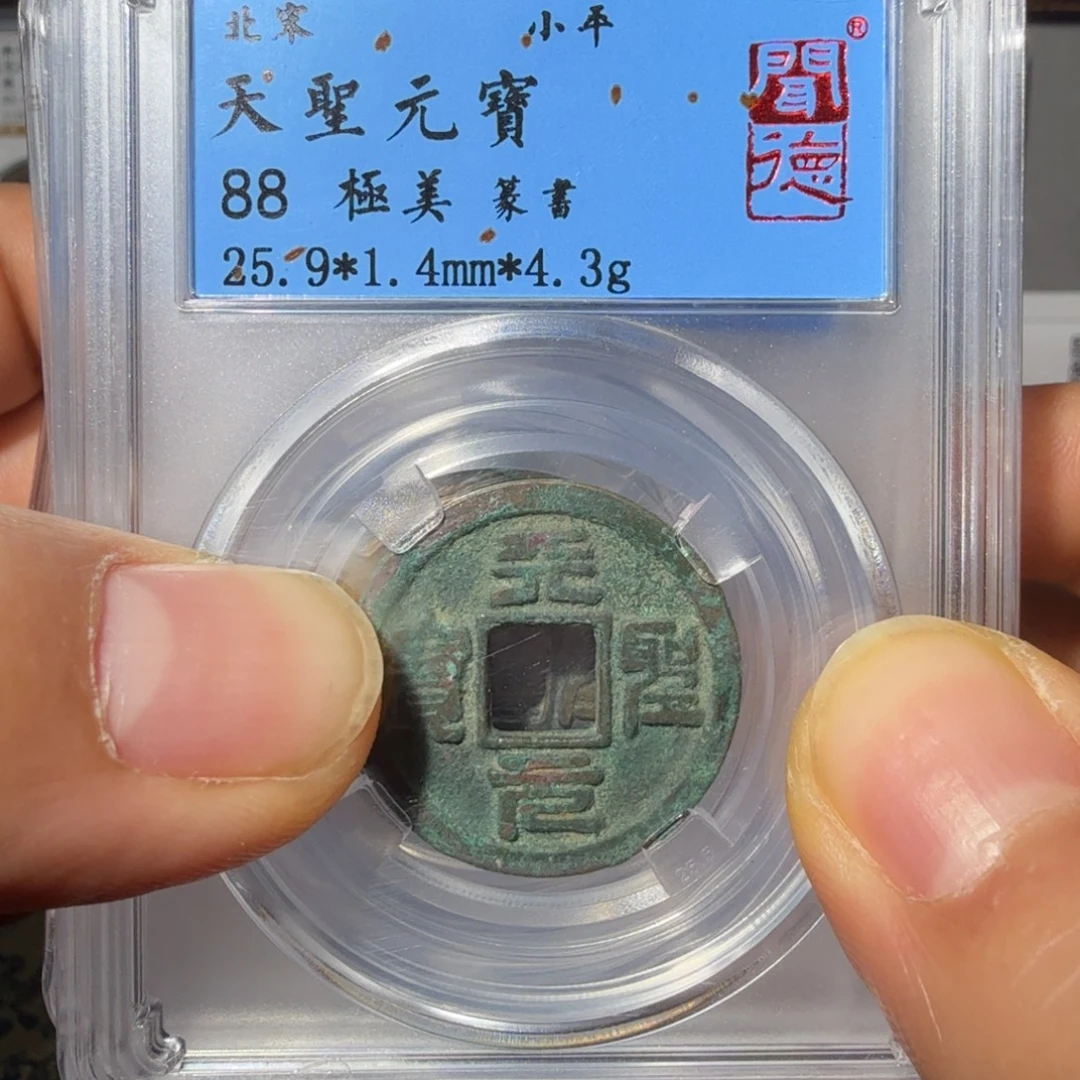 北宋 小平
天聖元寶
88 極美 篆書
25.9*1.4mm*4.3g
聞德
®
天
聖
元
寶